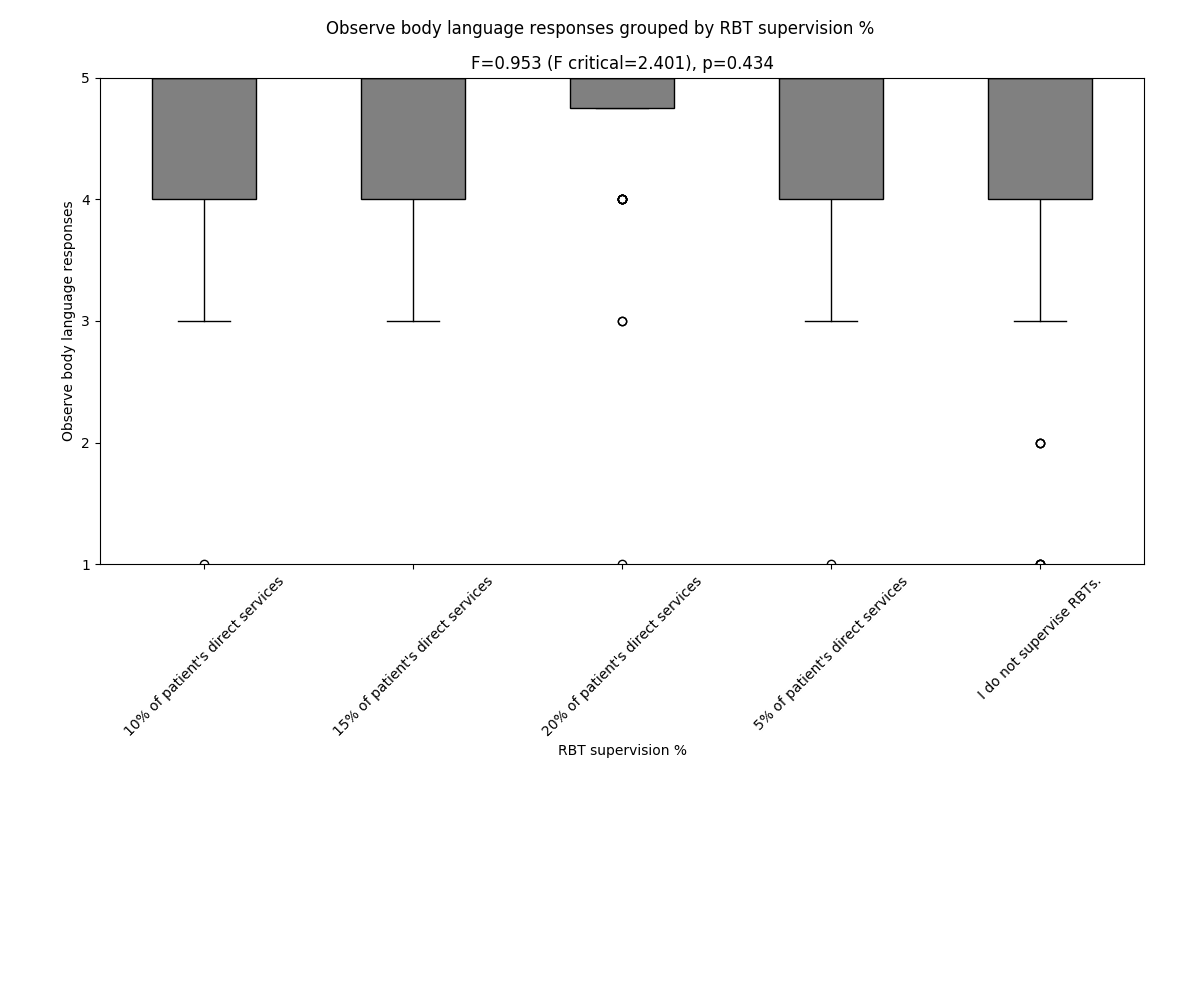 Observe body language responses grouped by RBT supervision %
F=0.953 (F critical=2.401), p=0.434
Observe body language responses
5
4
3
2
1
10% of patient's direct services
15% of patient's direct services
20% of patient's direct services
5% of patient's direct services
I do not supervise RBTs.
RBT supervision %